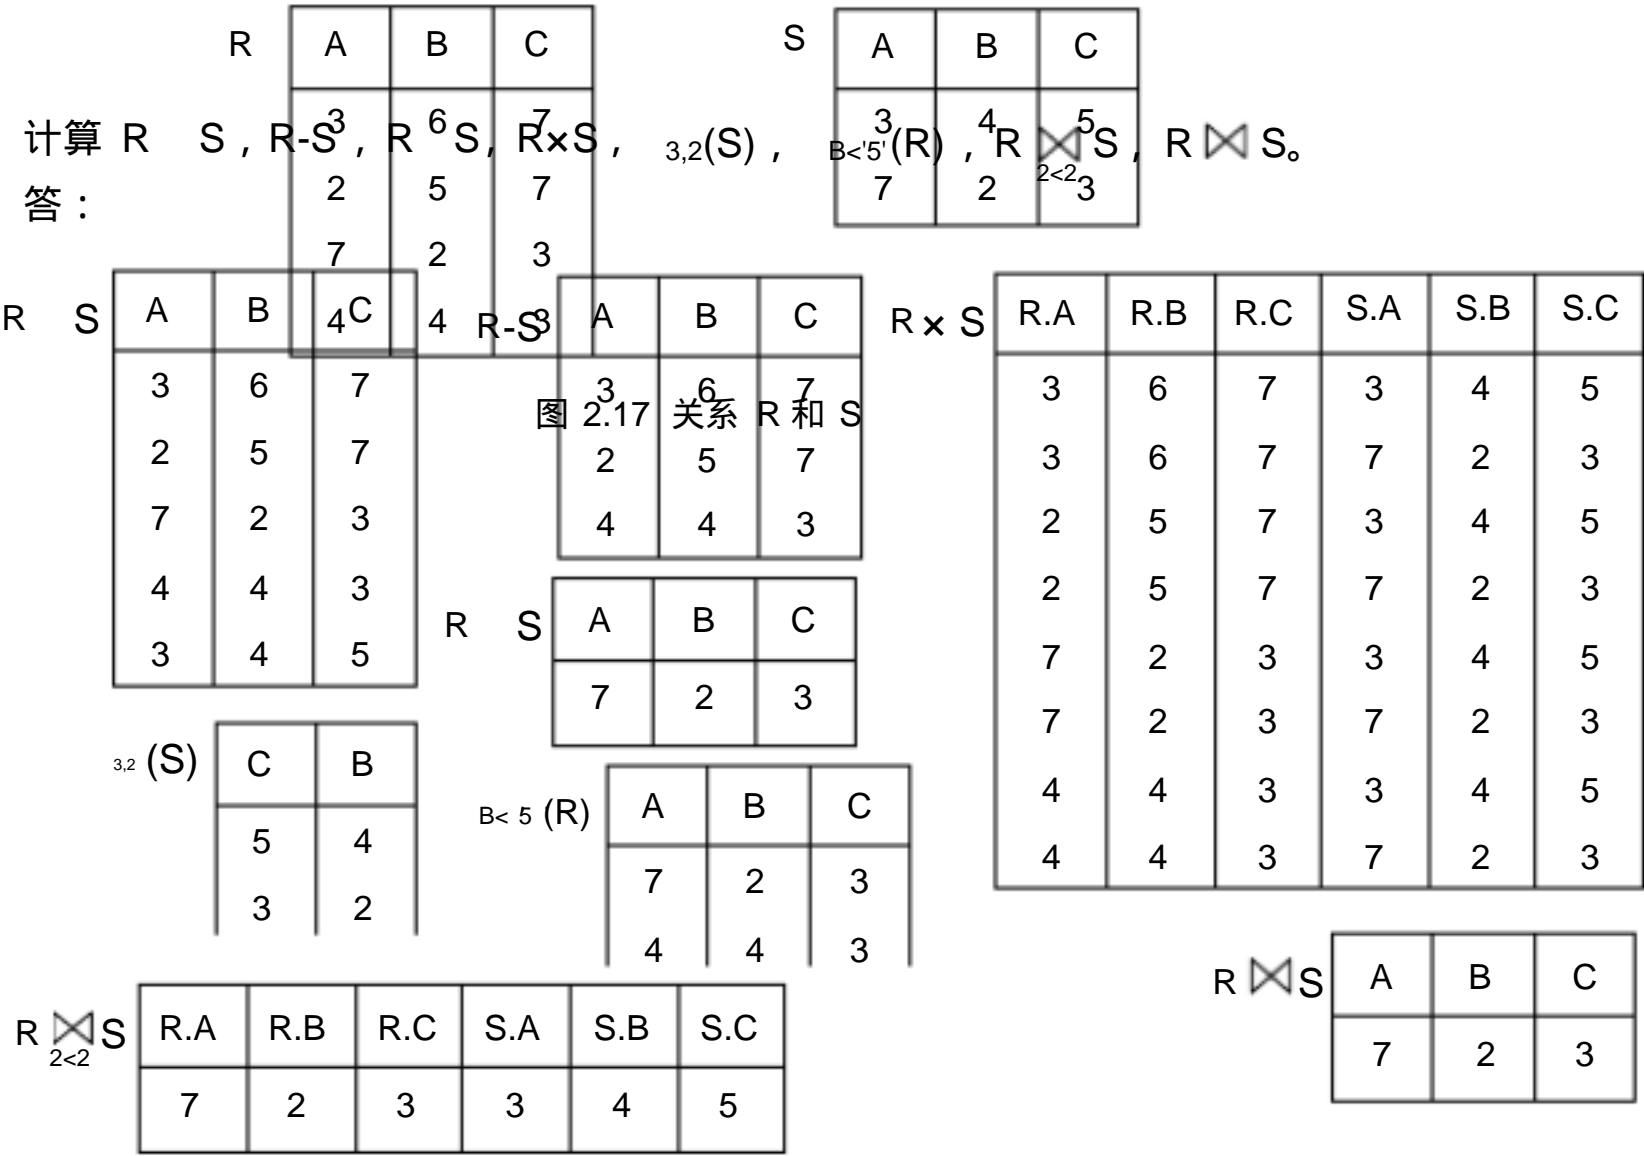 R A B C
3 6 7
2 5 7
7 2 3
4 4 3
S A B C
3 4 5
7 2 3
计算 R S , R-S , R S, R×S , 3,2(S) , B<'5'(R) , R ⋈ S , R ⋈ S。
2<2
答：
图 2.17 关系 R 和 S
R S A B C
3 6 7
2 5 7
7 2 3
4 4 3
3 4 5
R-S A B C
3 6 7
2 5 7
4 4 3
R × S R.A R.B R.C S.A S.B S.C
3 6 7 3 4 5
3 6 7 7 2 3
2 5 7 3 4 5
2 5 7 7 2 3
7 2 3 3 4 5
7 2 3 7 2 3
4 4 3 3 4 5
4 4 3 7 2 3
R S A B C
7 2 3
3,2 (S) C B
5 4
3 2
B< 5 (R) A B C
7 2 3
4 4 3
R ⋈ S A B C
7 2 3
R ⋈ S R.A R.B R.C S.A S.B S.C
2<2
7 2 3 3 4 5